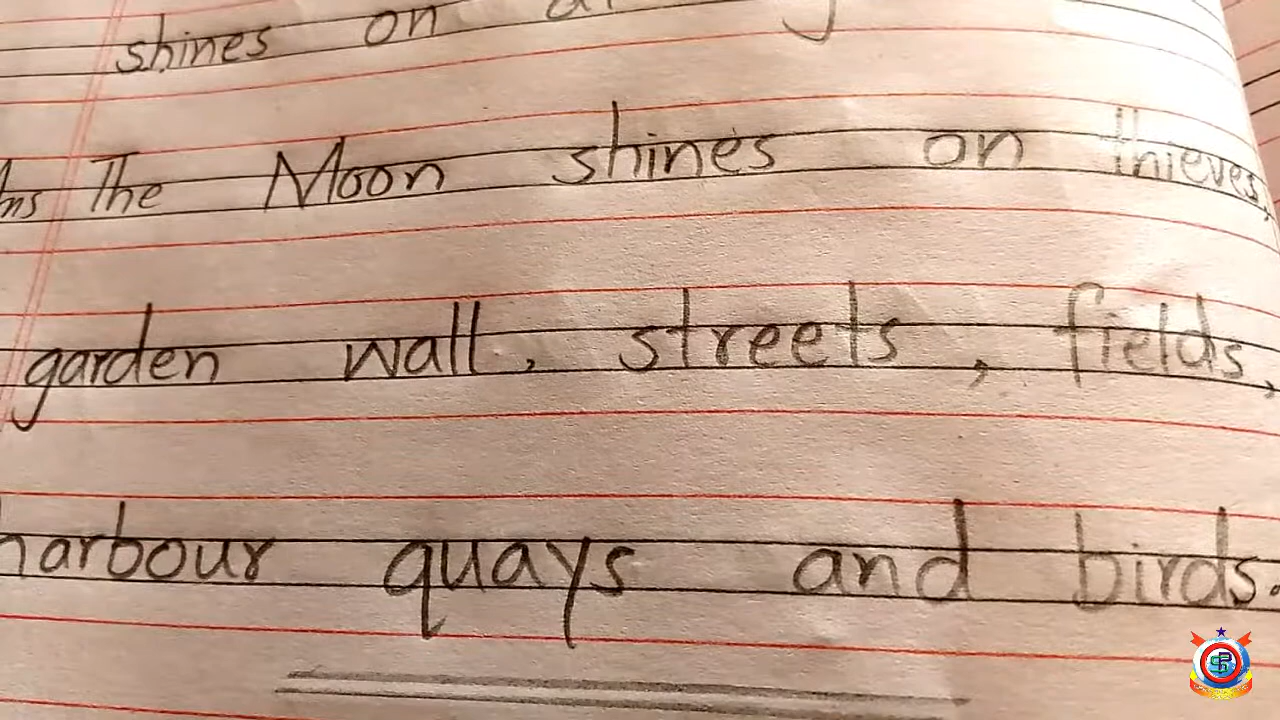 shines on
Ans The Moon shines on thieves,
garden wall, streets, fields,
harbour quays and birds.